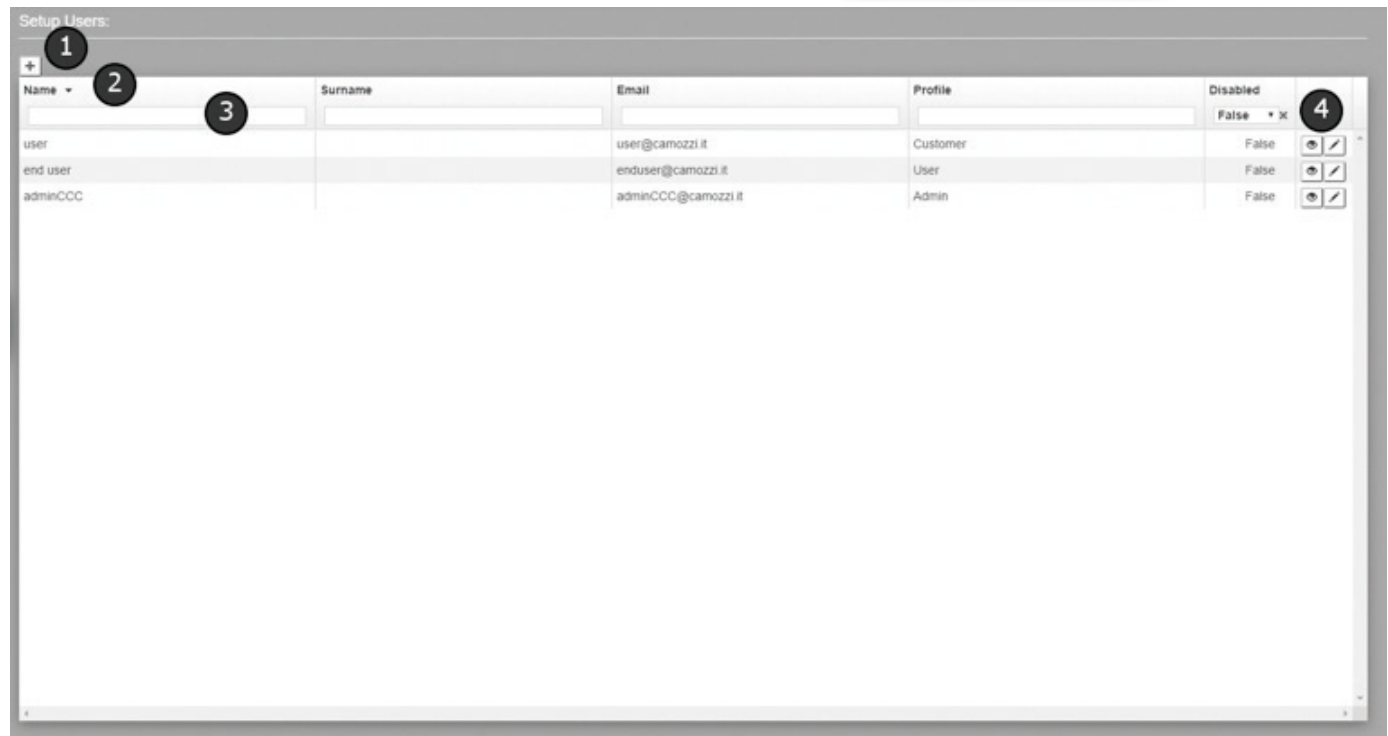 Setup Users:
1
+
2
Name Surname Email Profile Disabled
3
False × 4
user user@camozzi.it Customer False
end user enduser@camozzi.it User False
adminCCC adminCCC@camozzi.it Admin False